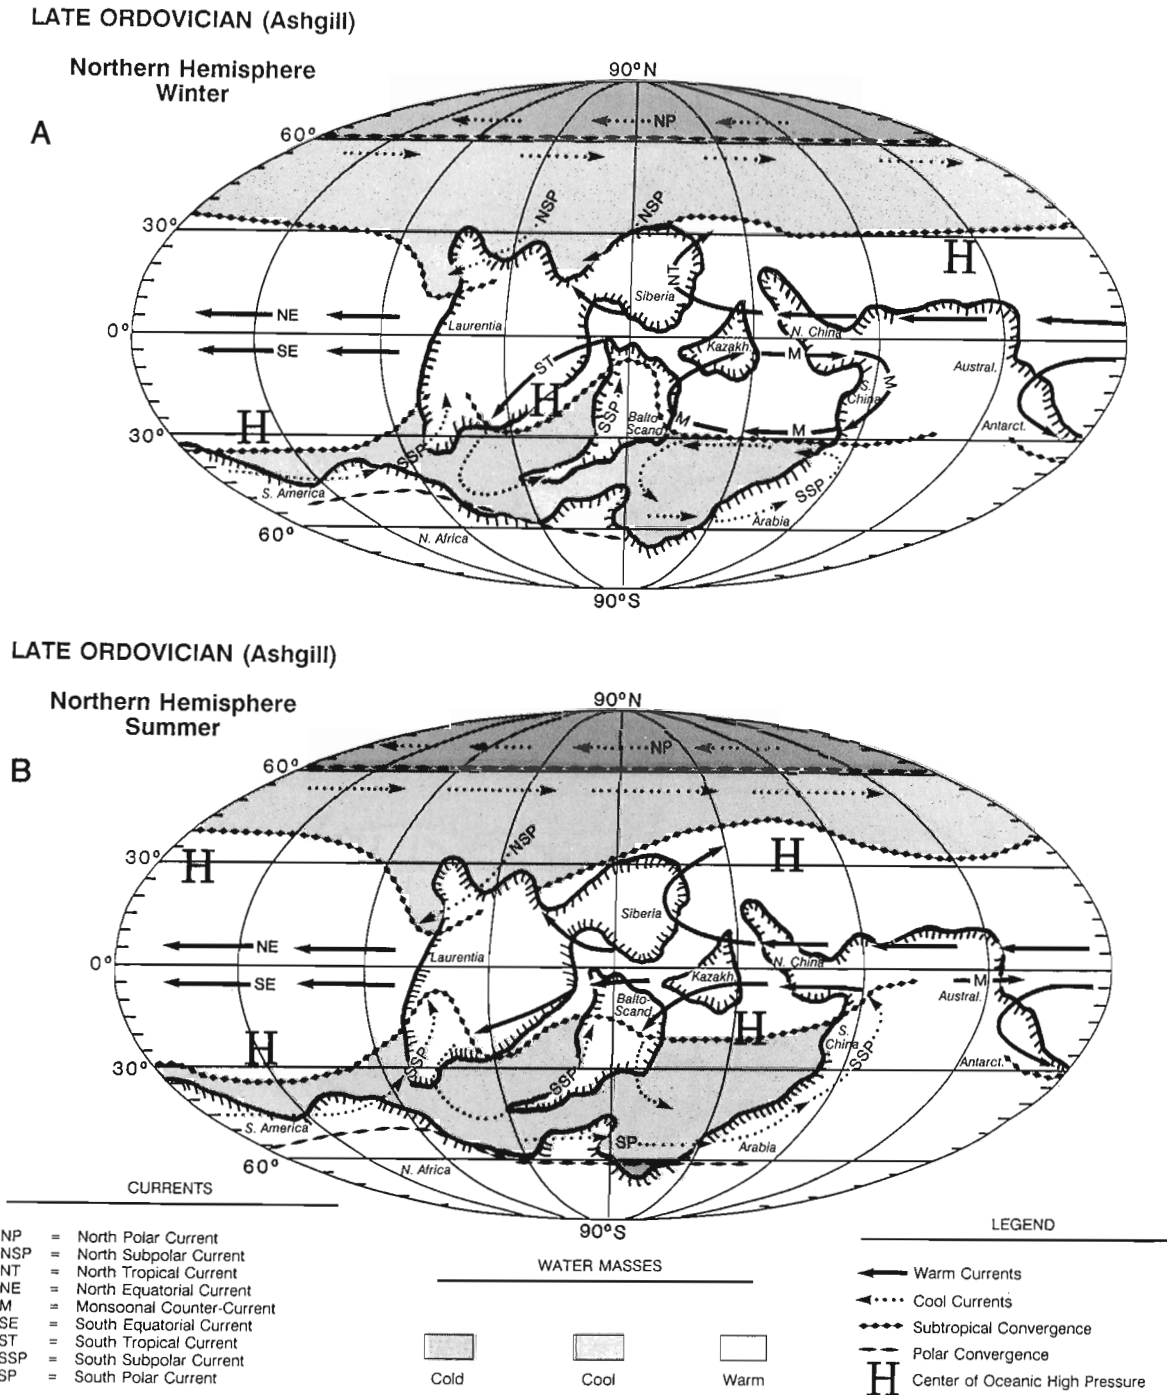 LATE ORDOVICIAN (Ashgill)
Northern Hemisphere
Winter
A
90°N
60°
NP
NSP
NSP
30°
H
NT
Siberia
NE
Laurentia
N. China
0°
SE
ST
Kazakh.
M
M
Austral.
H
S.
China
H
SSP
Balto-
Scand.
M
M
Antarct.
30°
SSP
S. America
SSP
Arabia
60°
N. Africa
90°S
LATE ORDOVICIAN (Ashgill)
Northern Hemisphere
Summer
B
90°N
NP
60°
NSP
30°
H
H
Siberia
NE
Laurentia
N. China
0°
SE
Kazakh.
M
Balto-
Scand.
Austral.
H
H
S.
China
SSP
SSP
SSP
Antarct.
30°
S. America
SP
Arabia
60°
N. Africa
90°S
CURRENTS
NP = North Polar Current
NSP = North Subpolar Current
NT = North Tropical Current
NE = North Equatorial Current
M = Monsoonal Counter-Current
SE = South Equatorial Current
ST = South Tropical Current
SSP = South Subpolar Current
SP = South Polar Current
WATER MASSES
Cold
Cool
Warm
LEGEND
Warm Currents
Cool Currents
Subtropical Convergence
Polar Convergence
H Center of Oceanic High Pressure